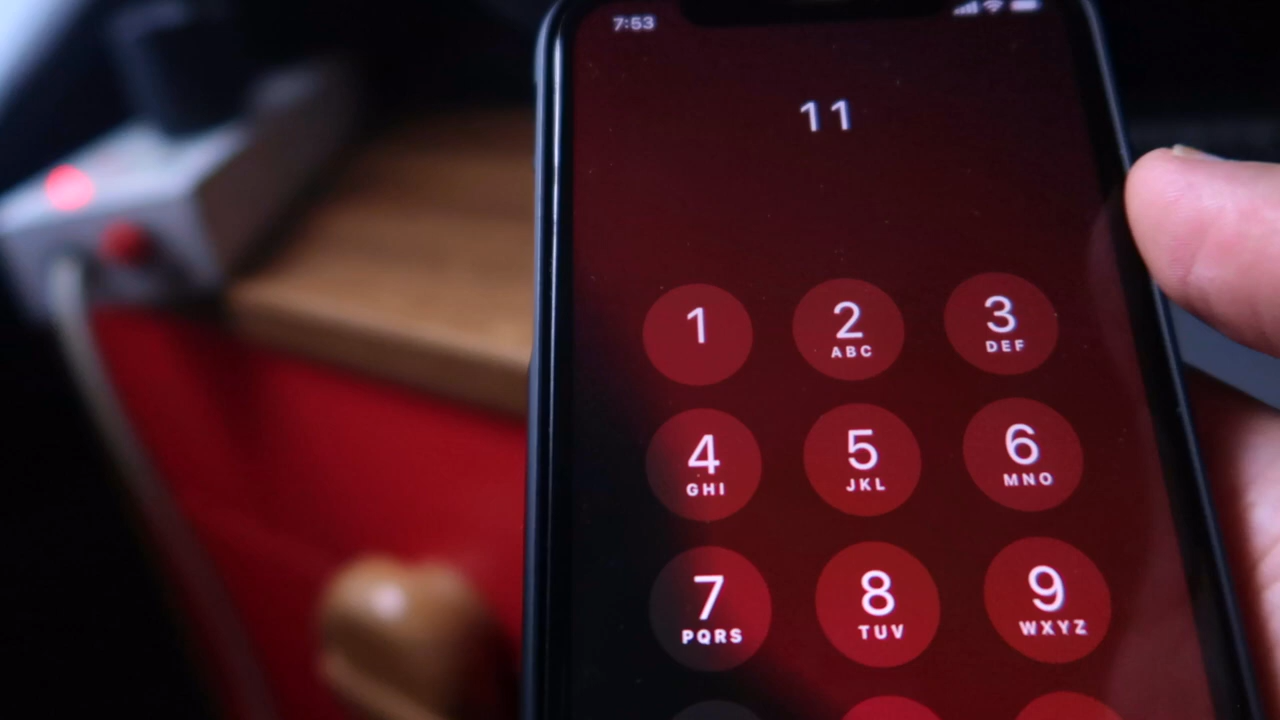 7:53
11
1 2 3
ABC DEF
4 5 6
GHI JKL MNO
7 8 9
PQRS TUV WXYZ